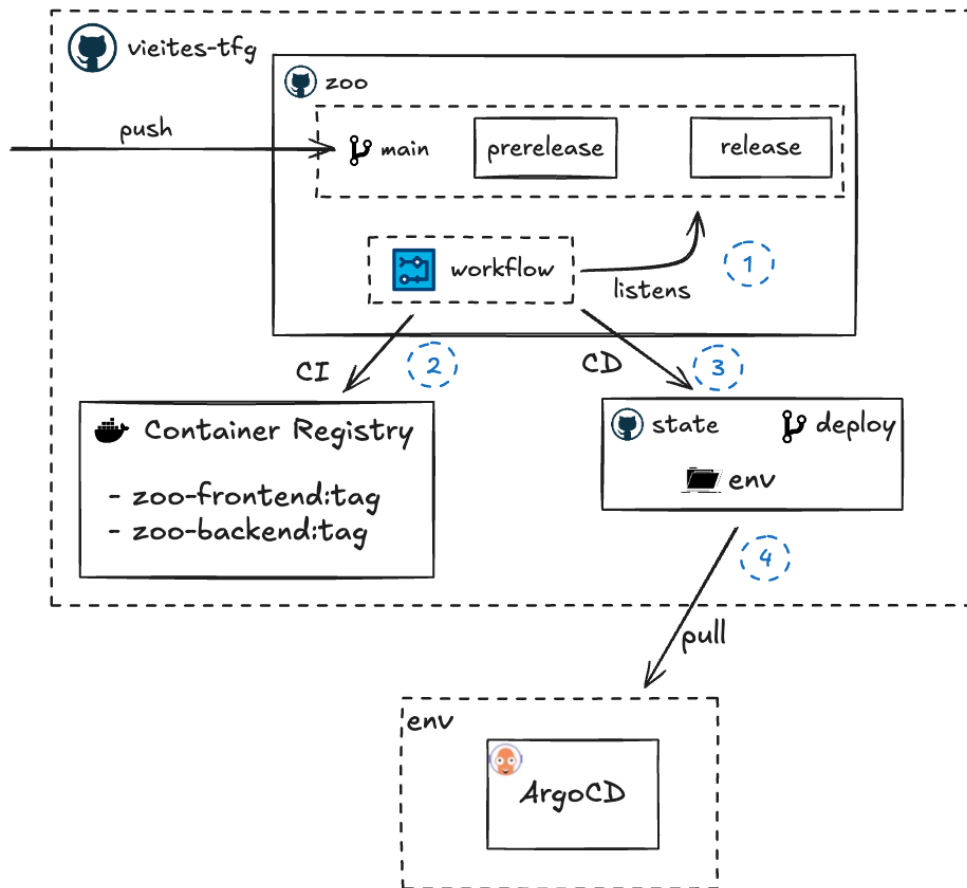 vieites-tfg
zoo
push
main
prerelease
release
workflow
listens
1
CI
2
CD
3
Container Registry
- zoo-frontend:tag
- zoo-backend:tag
state
deploy
env
4
pull
env
ArgoCD